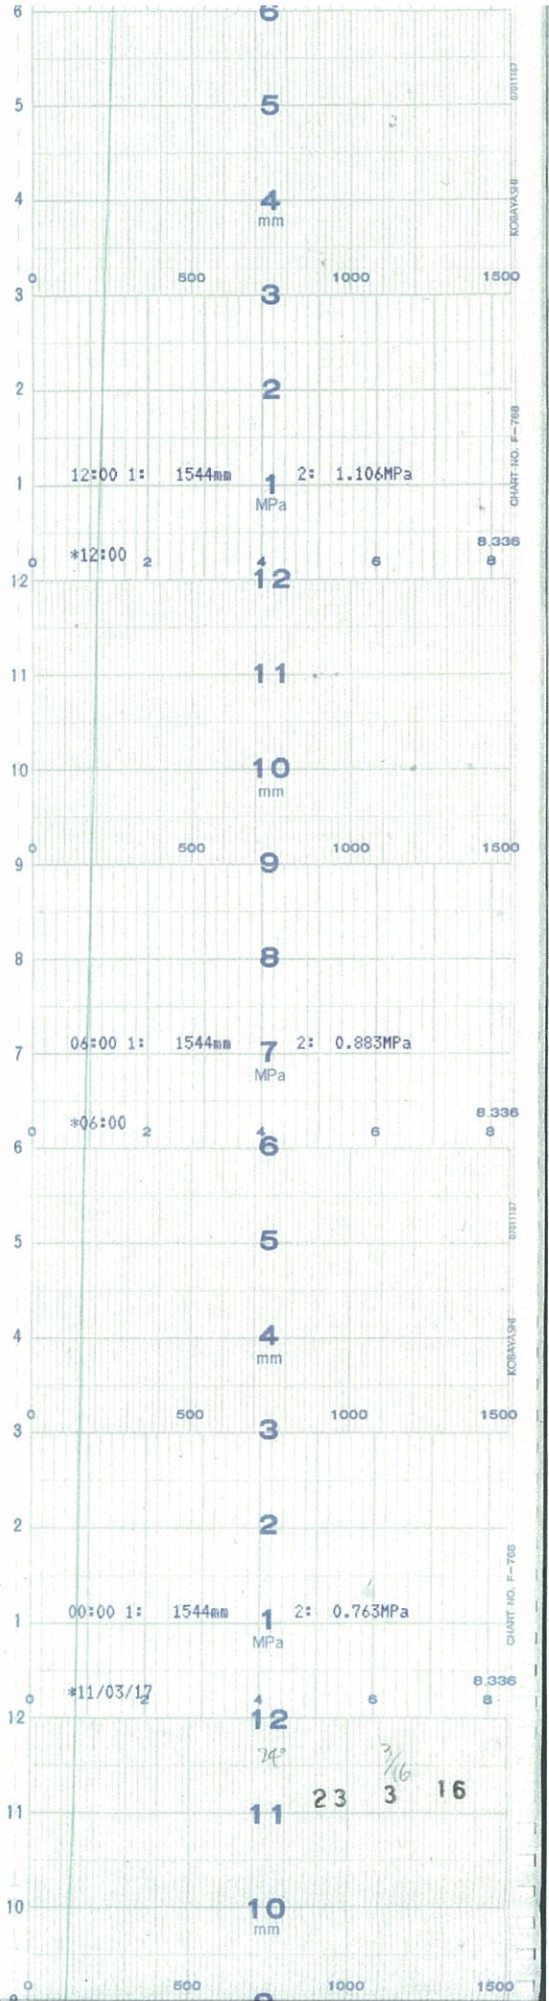 6 6
5 5 07011167
4 4
mm KOBAYASHI
0 500 1000 1500
3 3
2 2
CHART NO. F-768
12:00 1: 1544mm 2: 1.106MPa
1 1
MPa
8.336
*12:00
0 2 4 6 8
12 12
11 11
10 10
mm
0 500 1000 1500
9 9
8 8
06:00 1: 1544mm 2: 0.883MPa
7 7
MPa
8.336
*06:00
0 2 4 6 8
6 6
5 5
4 4
mm KOBAYASHI
0 500 1000 1500
3 3
2 2
CHART NO. F-768
00:00 1: 1544mm 2: 0.763MPa
1 1
MPa
8.336
*11/03/17
0 2 4 6 8
12 12
3/16
23 3 16
11 11
10 10
mm
0 500 1000 1500